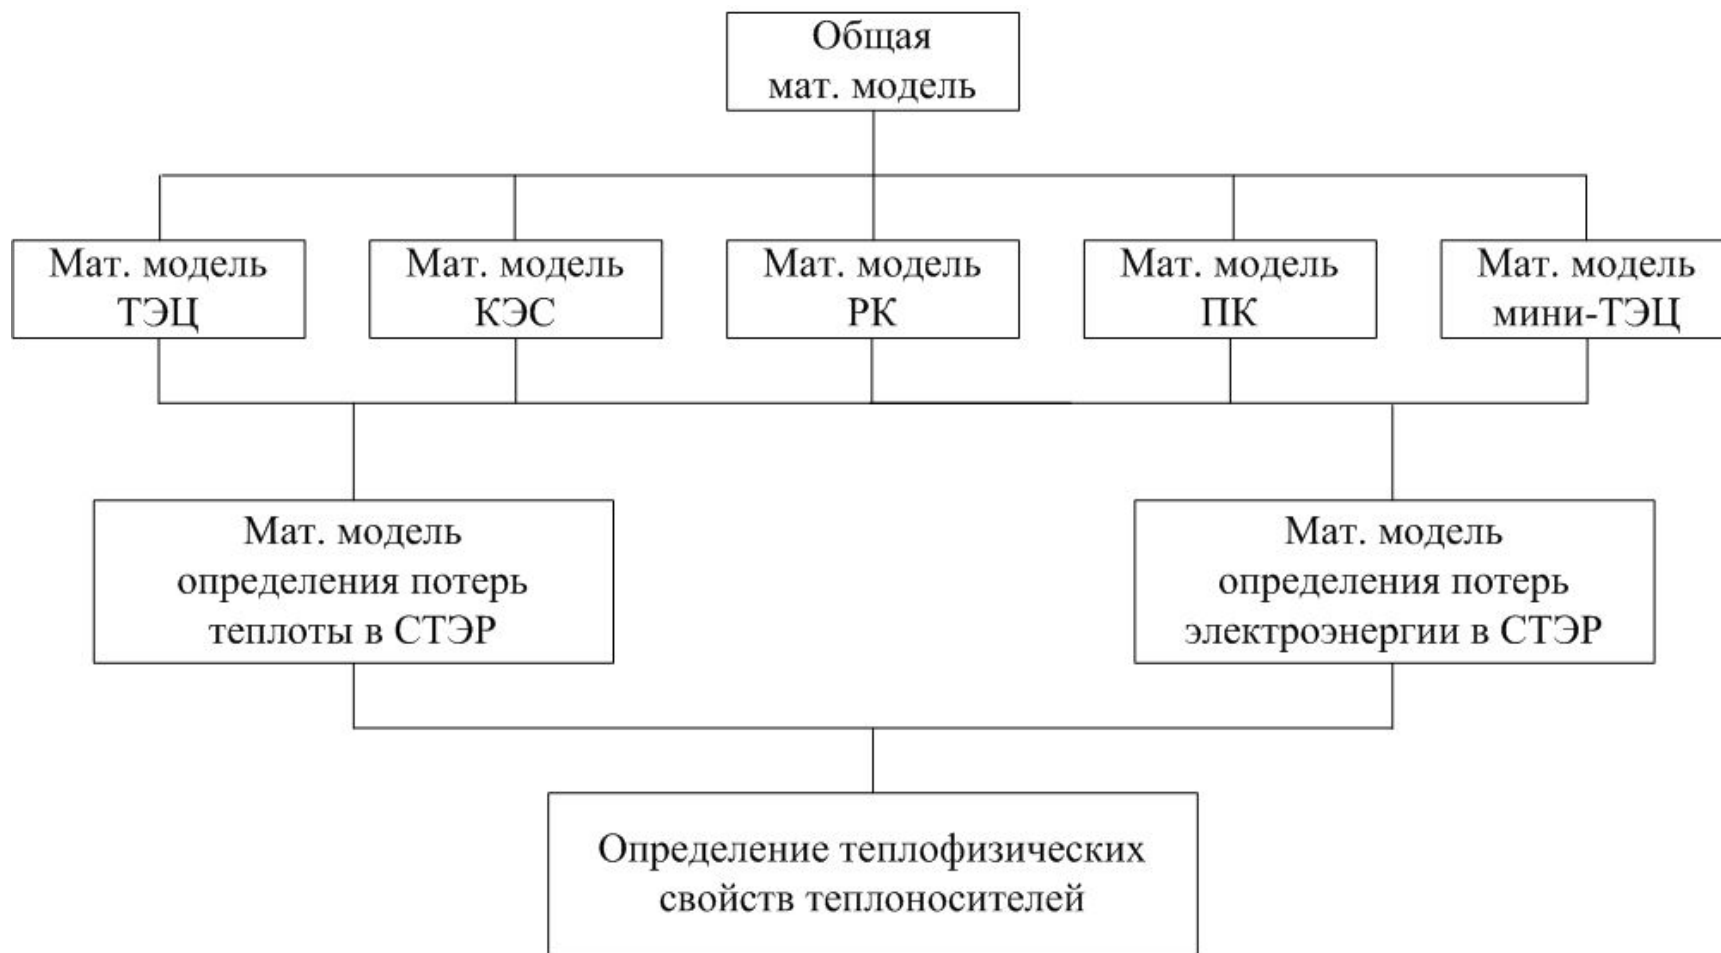 Общая
мат. модель
Мат. модель
ТЭЦ
Мат. модель
КЭС
Мат. модель
РК
Мат. модель
ПК
Мат. модель
мини-ТЭЦ
Мат. модель
определения потерь
теплоты в СТЭР
Мат. модель
определения потерь
электроэнергии в СТЭР
Определение теплофизических
свойств теплоносителей